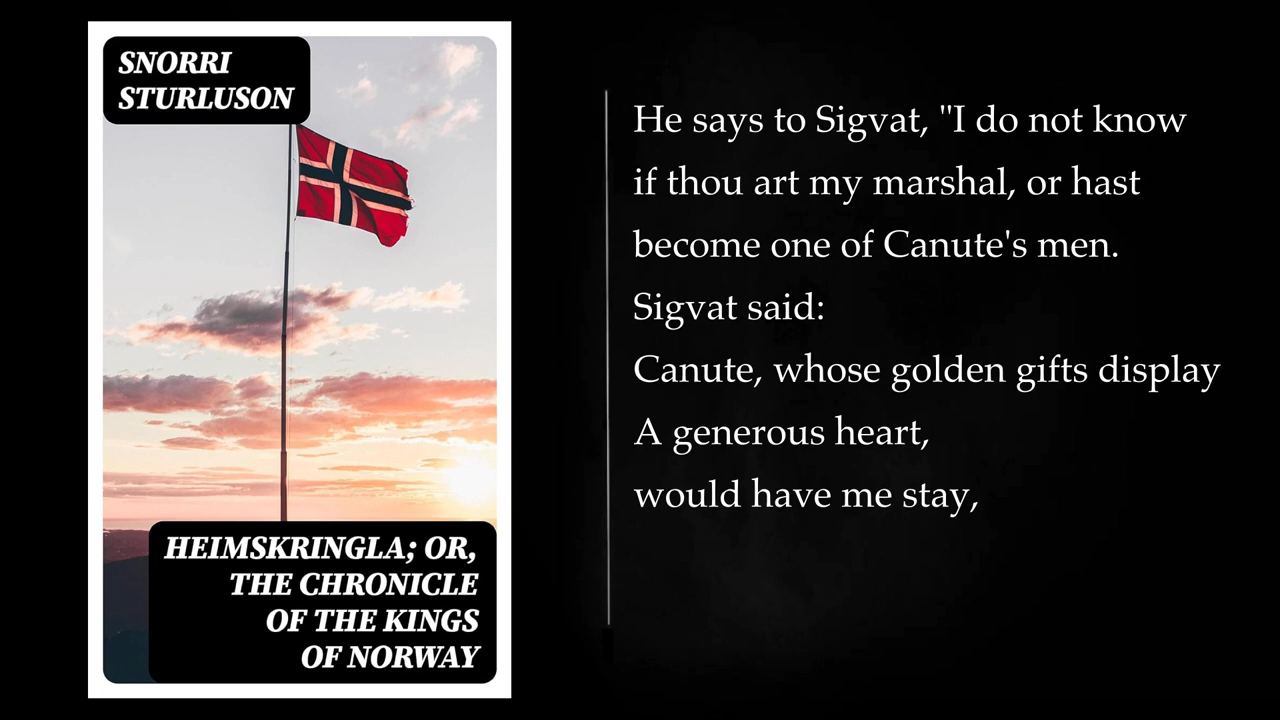 SNORRI
STURLUSON
HEIMSKRINGLA; OR,
THE CHRONICLE
OF THE KINGS
OF NORWAY
He says to Sigvat, "I do not know
if thou art my marshal, or hast
become one of Canute's men.
Sigvat said:
Canute, whose golden gifts display
A generous heart,
would have me stay,